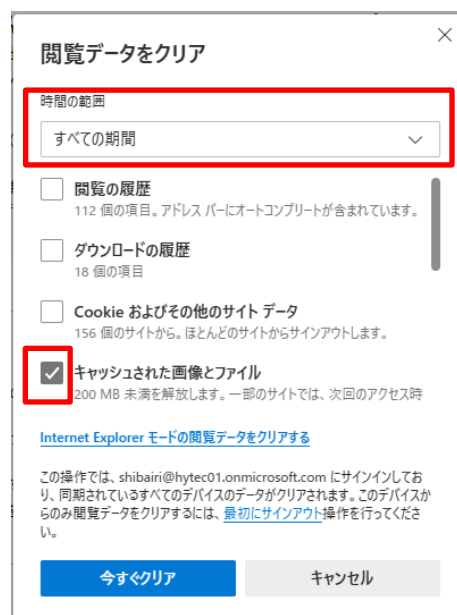 閲覧データをクリア
時間の範囲
すべての期間
閲覧の履歴
112 個の項目。アドレス バーにオートコンプリートが含まれています。
ダウンロードの履歴
18 個の項目
Cookie およびその他のサイト データ
156 個のサイトから。ほとんどのサイトからサインアウトします。
キャッシュされた画像とファイル
200 MB 未満を解放します。一部のサイトでは、次回のアクセス時
Internet Explorer モードの閲覧データをクリアする
この操作では、shibairi@hytec01.onmicrosoft.com にサインインしてお
り、同期されているすべてのデバイスのデータがクリアされます。このデバイスか
らのみ閲覧データをクリアするには、最初にサインアウト操作を行ってくださ
い。
今すぐクリア
キャンセル